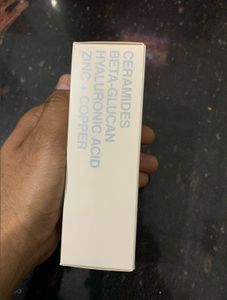 CERAMIDES
BETA-GLUCAN
HYALURONIC ACID
ZINC + COPPER